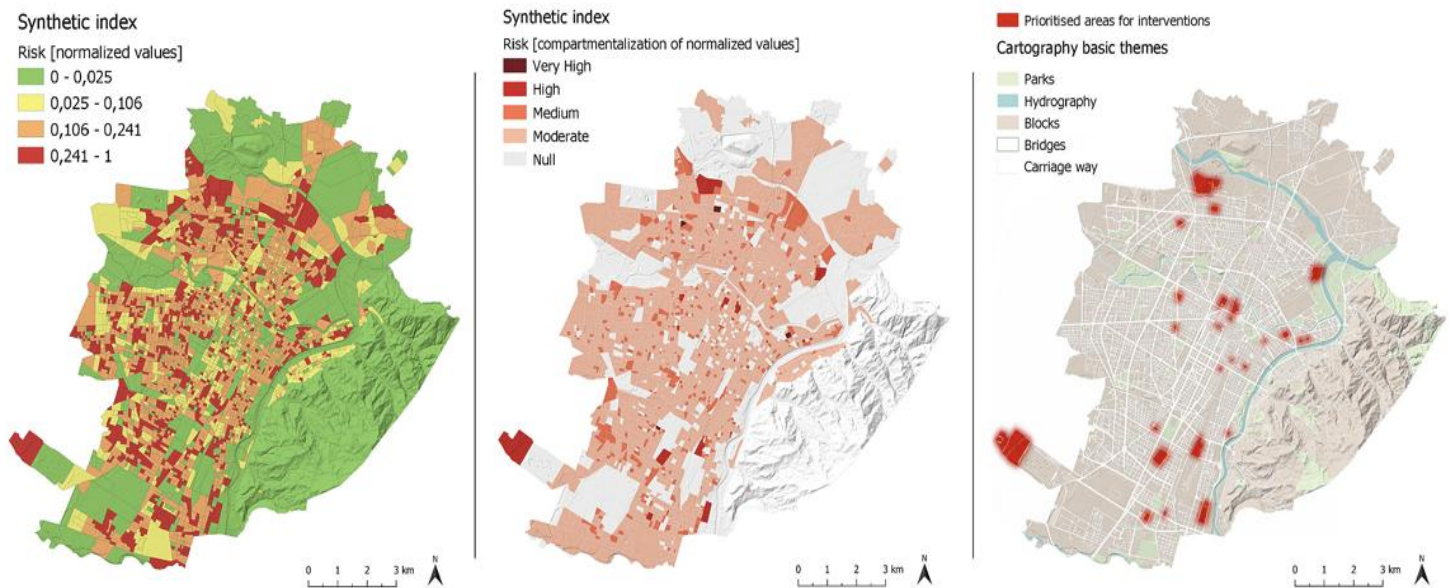 Synthetic index
Risk [normalized values]
0 - 0,025
0,025 - 0,106
0,106 - 0,241
0,241 - 1
0 1 2 3 km
N
Synthetic index
Risk [compartmentalization of normalized values]
Very High
High
Medium
Moderate
Null
0 1 2 3 km
N
Prioritised areas for interventions
Cartography basic themes
Parks
Hydrography
Blocks
Bridges
Carriage way
0 1 2 3 km
N